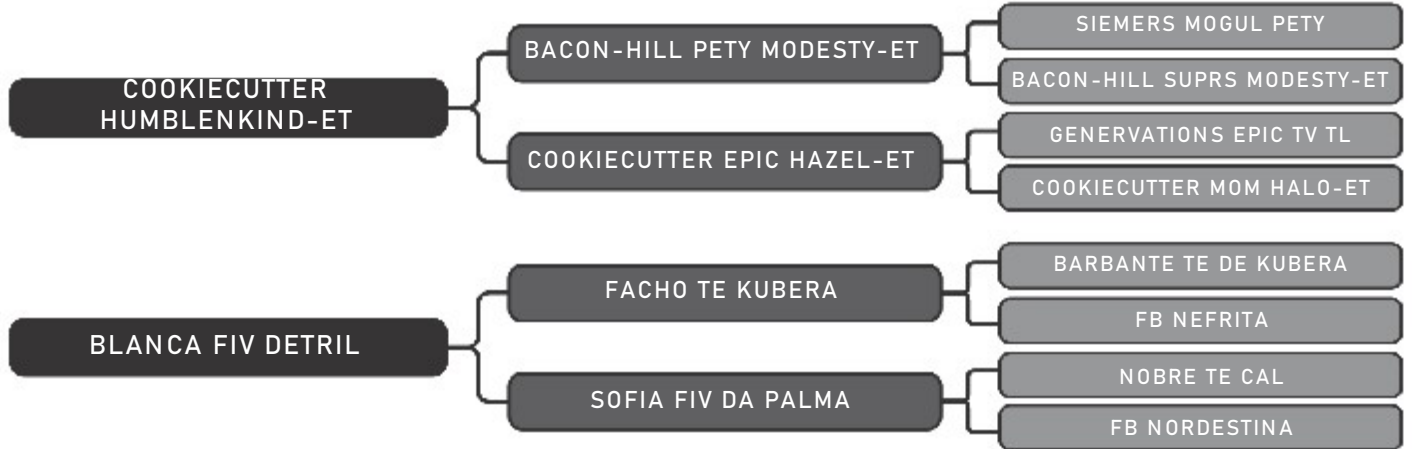 COOKIECUTTER
HUMBLENKIND-ET
BACON-HILL PETY MODESTY-ET
SIEMERS MOGUL PETY
BACON-HILL SUPRS MODESTY-ET
COOKIECUTTER EPIC HAZEL-ET
GENERVATIONS EPIC TV TL
COOKIECUTTER MOM HALO-ET
BLANCA FIV DETRIL
FACHO TE KUBERA
BARBANTE TE DE KUBERA
FB NEFRITA
SOFIA FIV DA PALMA
NOBRE TE CAL
FB NORDESTINA